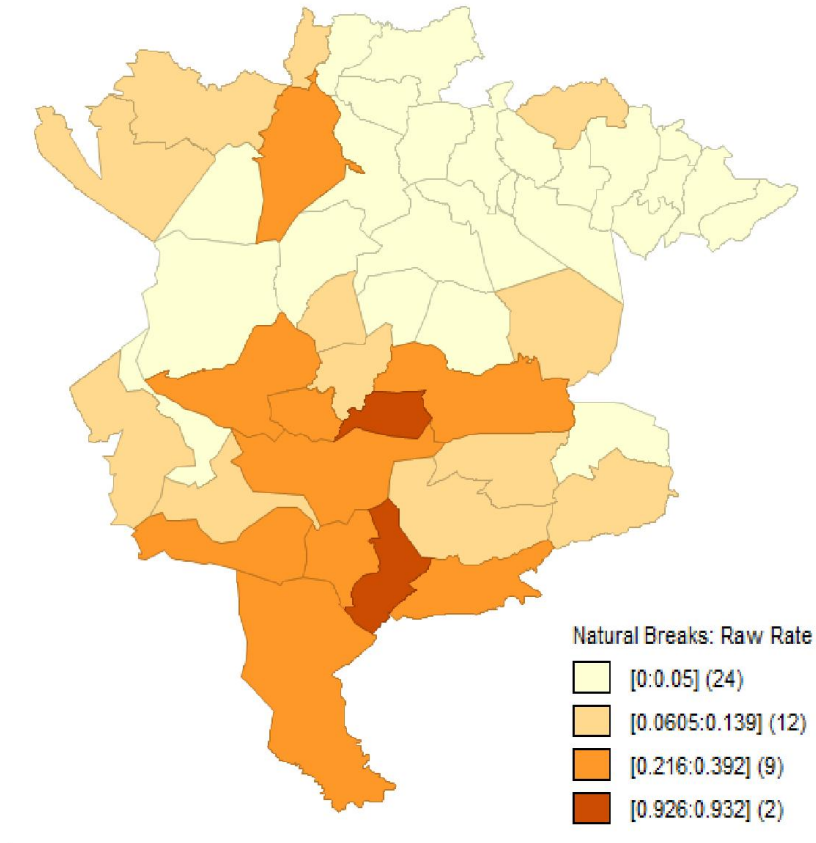 Natural Breaks: Raw Rate
[0:0.05] (24)
[0.0605:0.139] (12)
[0.216:0.392] (9)
[0.926:0.932] (2)